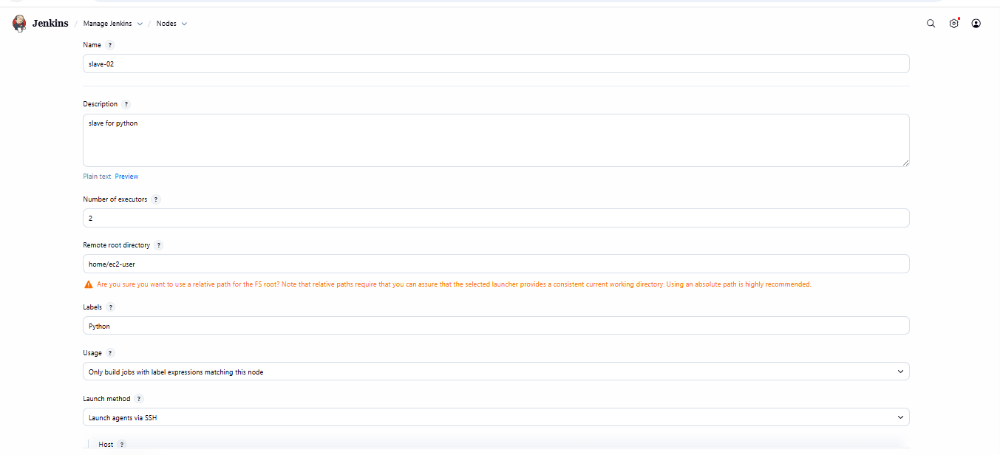 Jenkins / Manage Jenkins / Nodes
Name ?
slave-02
Description ?
slave for python
Plain text Preview
Number of executors ?
2
Remote root directory ?
home/ec2-user
Are you sure you want to use a relative path for the FS root? Note that relative paths require that you can assure that the selected launcher provides a consistent current working directory. Using an absolute path is highly recommended.
Labels ?
Python
Usage ?
Only build jobs with label expressions matching this node
Launch method ?
Launch agents via SSH
Host ?